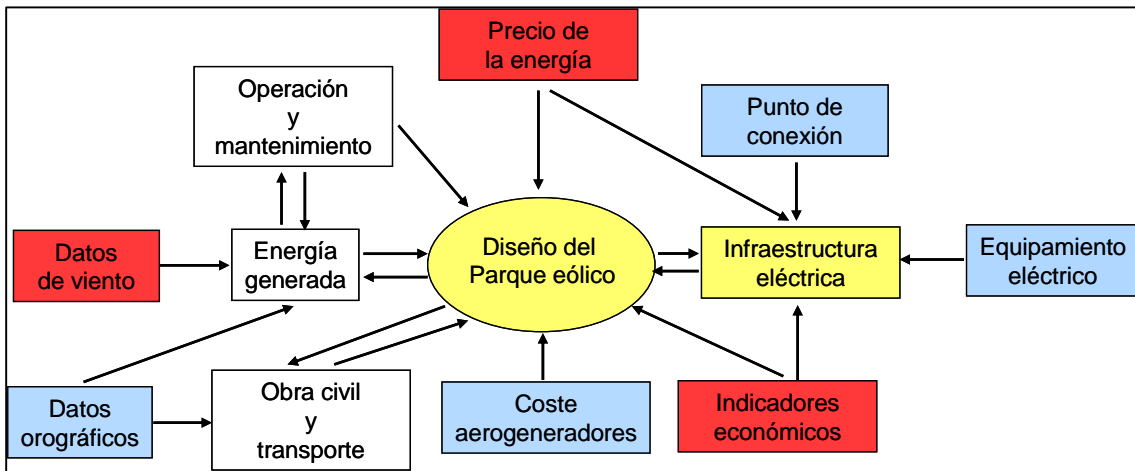 Precio de
la energía
Operación
y
mantenimiento
Punto de
conexión
Datos
de viento
Energía
generada
Diseño del
Parque eólico
Infraestructura
eléctrica
Equipamiento
eléctrico
Datos
orográficos
Obra civil
y
transporte
Coste
aerogeneradores
Indicadores
económicos